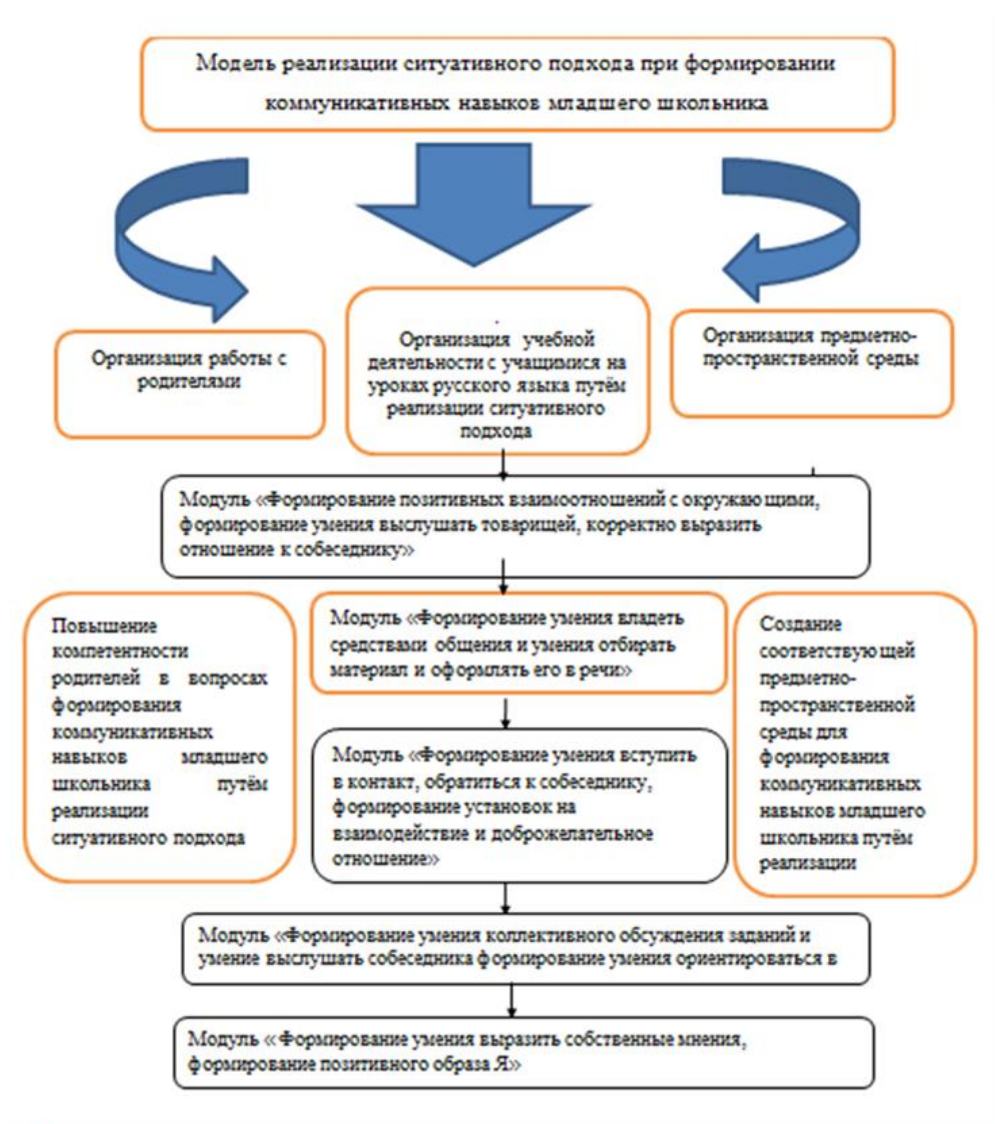 Модель реализации ситуативного подхода при формировании
коммуникативных навыков младшего школьника
Организация работы с
родителями
Организация учебной
деятельности с учащимися на
уроках русского языка путём
реализации ситуативного
подхода
Организация предметно-
пространственной среды
Модуль «Формирование позитивных взаимоотношений с окружающими,
формирование умения выслушать товарищей, корректно выразить
отношение к собеседнику»
Повышение
компетентности
родителей в вопросах
формирования
коммуникативных
навыков младшего
школьника путём
реализации
ситуативного подхода
Модуль «Формирование умения владеть
средствами общения и умения отбирать
материал и оформлять его в речи»
Модуль «Формирование умения вступить
в контакт, обратиться к собеседнику,
формирование установок на
взаимодействие и доброжелательное
отношение»
Создание
соответствующей
предметно-
пространственной
среды для
формирования
коммуникативных
навыков младшего
школьника путём
реализации
Модуль «Формирование умения коллективного обсуждения заданий и
умение выслушать собеседника формирование умения ориентироваться в
Модуль «Формирование умения выразить собственные мнения,
формирование позитивного образа Я»